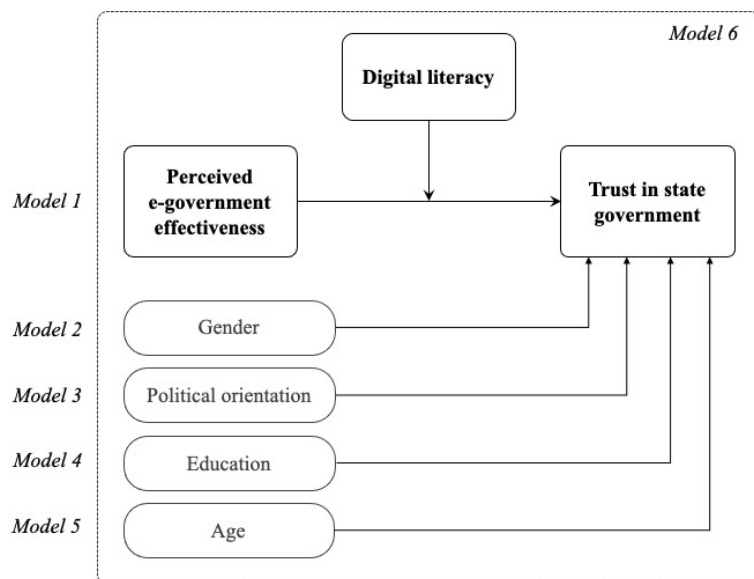 Model 6
Digital literacy
Model 1
Perceived
e-government
effectiveness
Trust in state
government
Model 2
Gender
Model 3
Political orientation
Model 4
Education
Model 5
Age